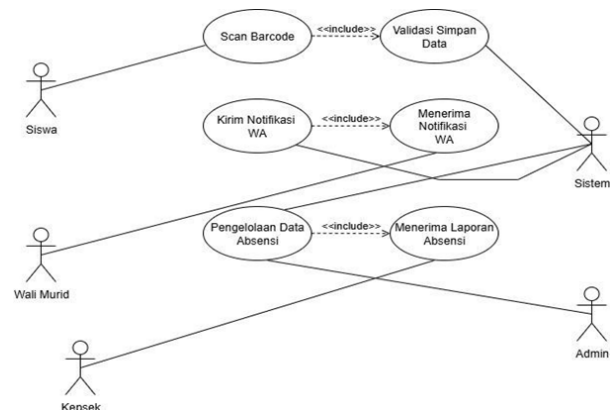 Scan Barcode
<<include>>
Validasi Simpan
Data
Siswa
Kirim Notifikasi
WA
<<include>>
Menerima
Notifikasi
WA
Sistem
Pengelolaan Data
Absensi
<<include>>
Menerima Laporan
Absensi
Wali Murid
Admin
Kepsek